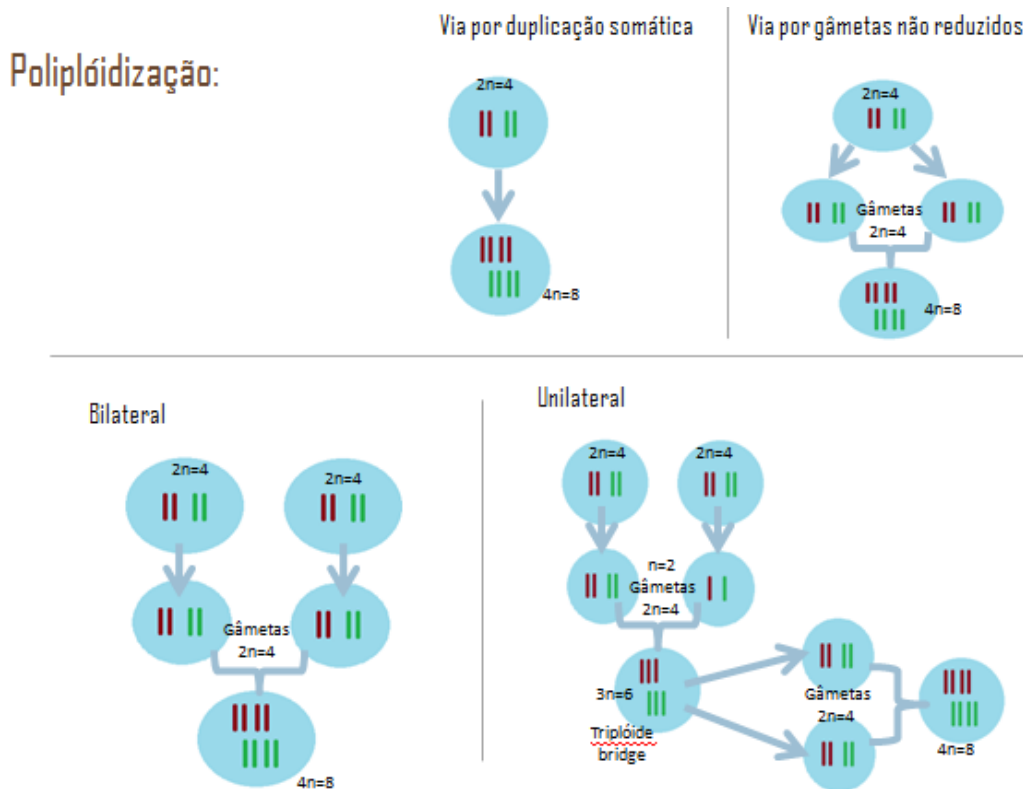 Poliplóidização:
Via por duplicação somática
2n=4
4n=8
Via por gâmetas não reduzidos
2n=4
Gâmetas
2n=4
4n=8
Bilateral
2n=4
2n=4
Gâmetas
2n=4
4n=8
Unilateral
2n=4
2n=4
n=2
Gâmetas
2n=4
3n=6
Triplóide
bridge
Gâmetas
2n=4
4n=8